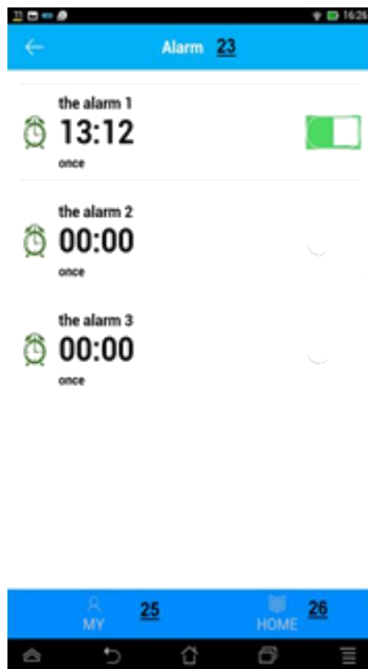 16:26
Alarm 23
the alarm 1
13:12
once
the alarm 2
00:00
once
the alarm 3
00:00
once
25 26
MY HOME